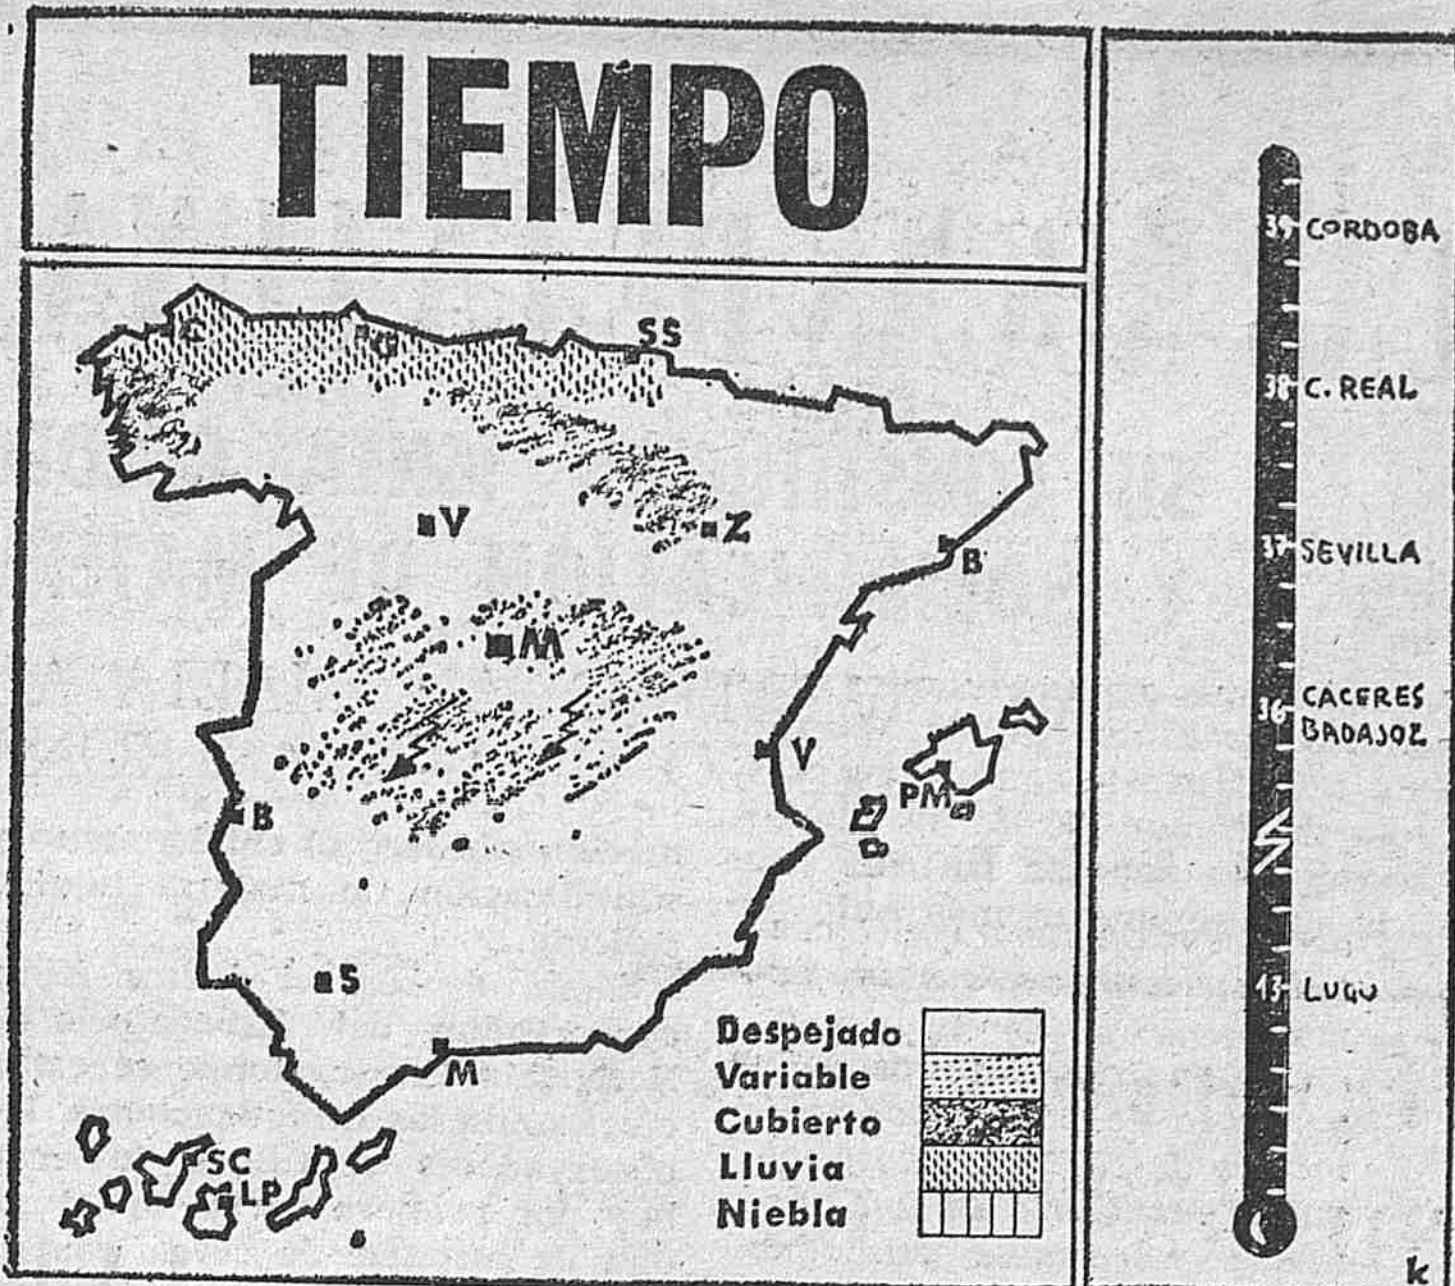 TIEMPO
C
G
SS
V
Z
B
M
V
PM
B
S
M
SC
LP
Despejado
Variable
Cubierto
Lluvia
Niebla
39 CORDOBA
38 C. REAL
37 SEVILLA
36 CACERES
BADAJOZ
13 LUGO
k